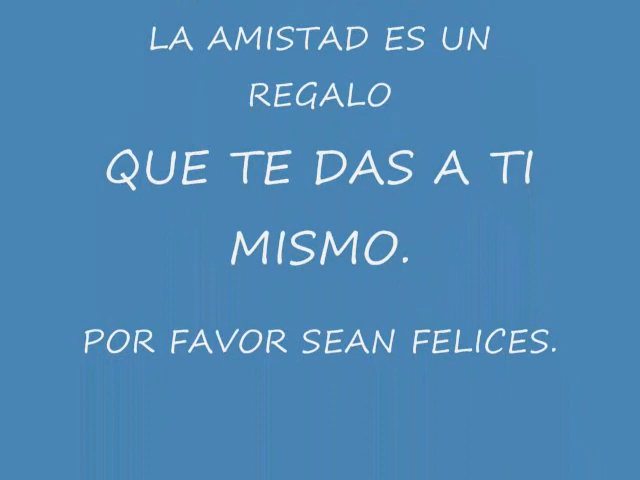 LA AMISTAD ES UN
REGALO
QUE TE DAS A TI
MISMO.
POR FAVOR SEAN FELICES.